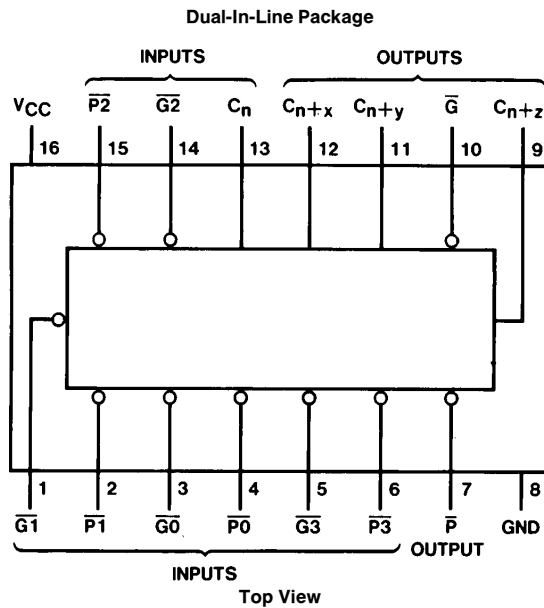 Dual-In-Line Package
INPUTS OUTPUTS
VCC P2 G2 Cn Cn+x Cn+y G Cn+z
16 15 14 13 12 11 10 9
1 2 3 4 5 6 7 8
G1 P1 G0 P0 G3 P3 P GND
INPUTS OUTPUT
Top View